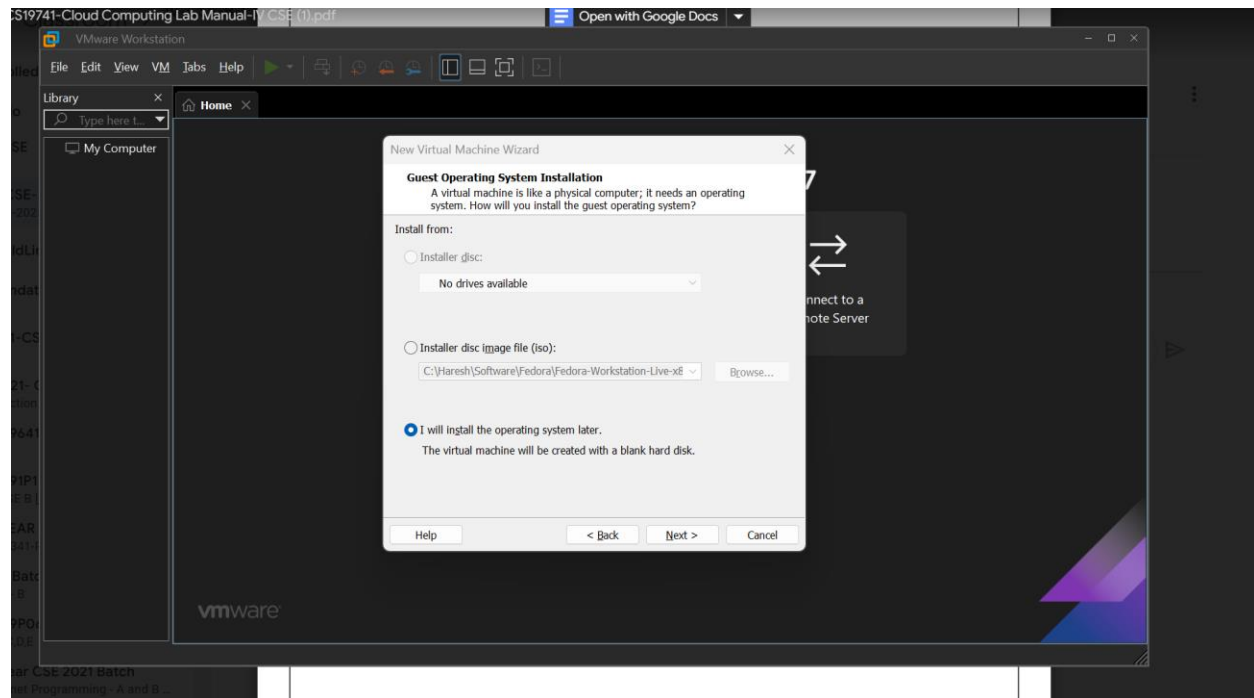 CS19741-Cloud Computing Lab Manual-IV CSE (1).pdf
Open with Google Docs
VMware Workstation
File Edit View VM Tabs Help
Library
Home
Type here t...
My Computer
New Virtual Machine Wizard
Guest Operating System Installation
A virtual machine is like a physical computer; it needs an operating
system. How will you install the guest operating system?
Install from:
Installer disc:
No drives available
Installer disc image file (iso):
C:\Haresh\Software\Fedora\Fedora-Workstation-Live-x8
Browse...
I will install the operating system later.
The virtual machine will be created with a blank hard disk.
Help
< Back
Next >
Cancel
7
nnect to a
note Server
vmware
CSE 2021 Batch
Programming - A and B ...